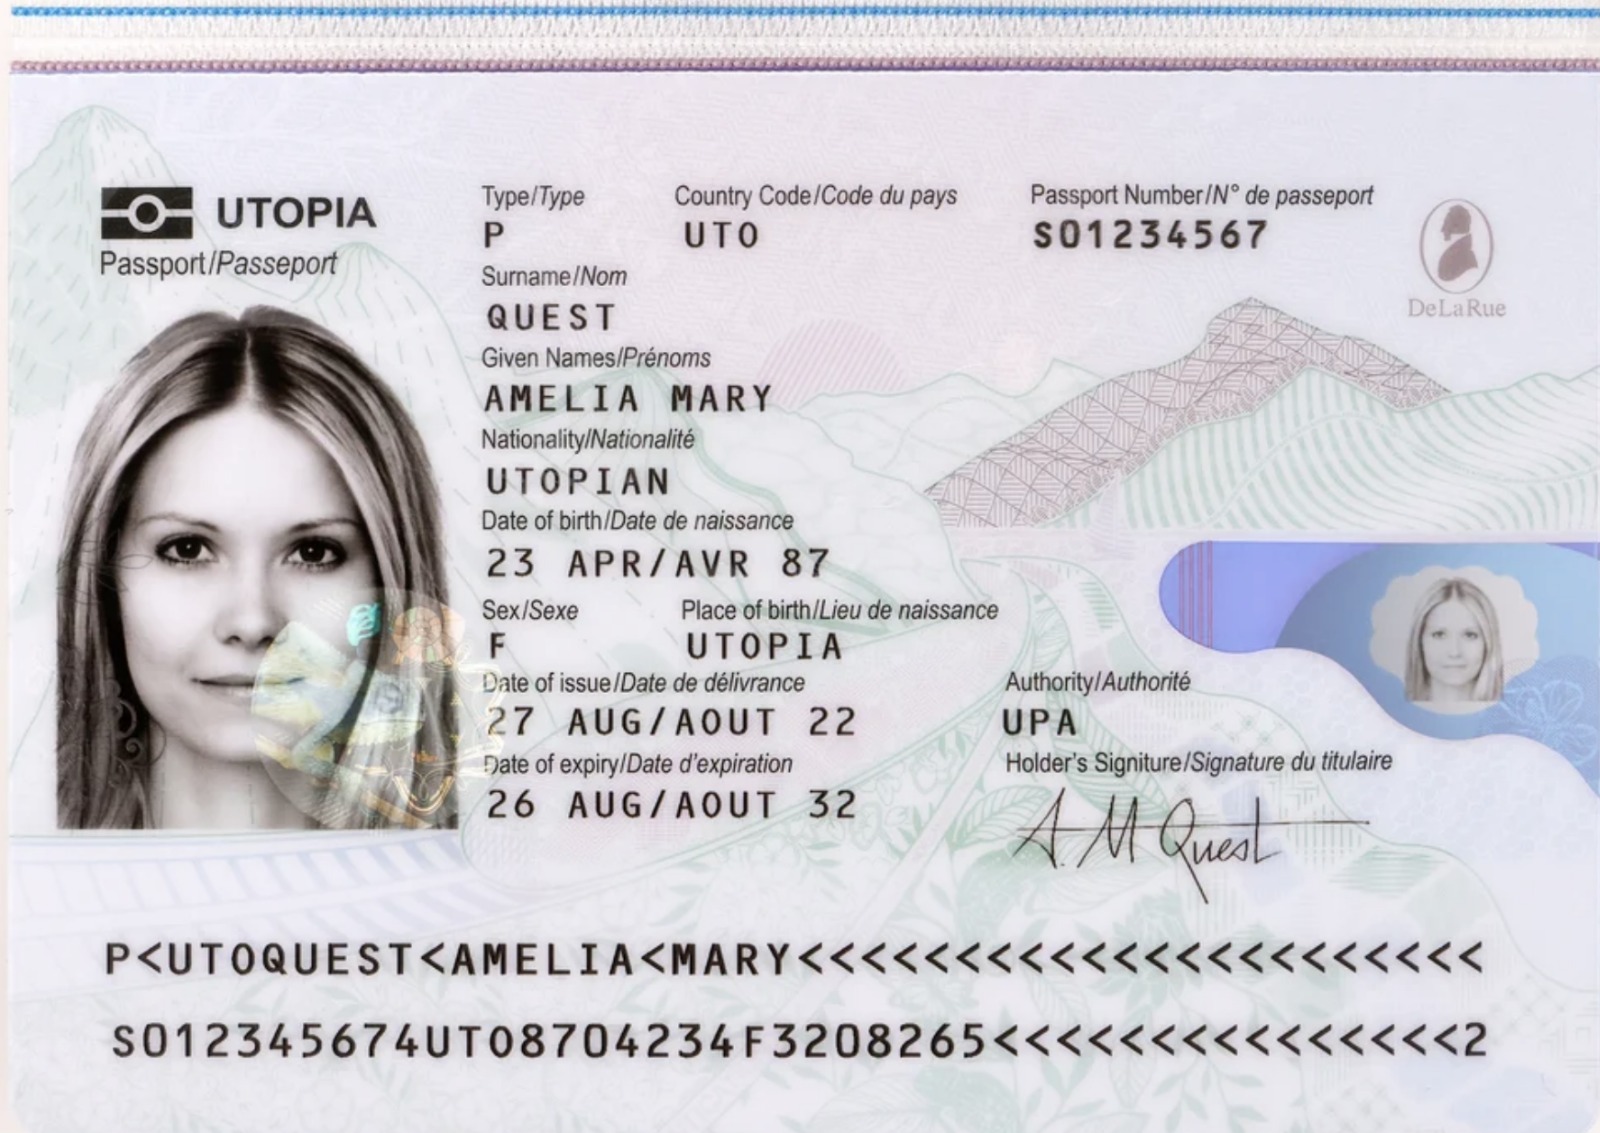 UTOPIA
Passport/Passeport
Type/Type
P
Country Code/Code du pays
UTO
Passport Number/N° de passeport
S01234567
DeLaRue
Surname/Nom
QUEST
Given Names/Prénoms
AMELIA MARY
Nationality/Nationalité
UTOPIAN
Date of birth/Date de naissance
23 APR/AVR 87
Sex/Sexe
F
Place of birth/Lieu de naissance
UTOPIA
Date of issue/Date de délivrance
27 AUG/AOUT 22
Authority/Authorité
UPA
Date of expiry/Date d'expiration
26 AUG/AOUT 32
Holder's Signiture/Signature du titulaire
A. M Quest
P<UTOQUEST<AMELIA<MARY<<<<<<<<<<<<<<<<<<<<<<
S012345674UTO8704234F3208265<<<<<<<<<<<<<<<2